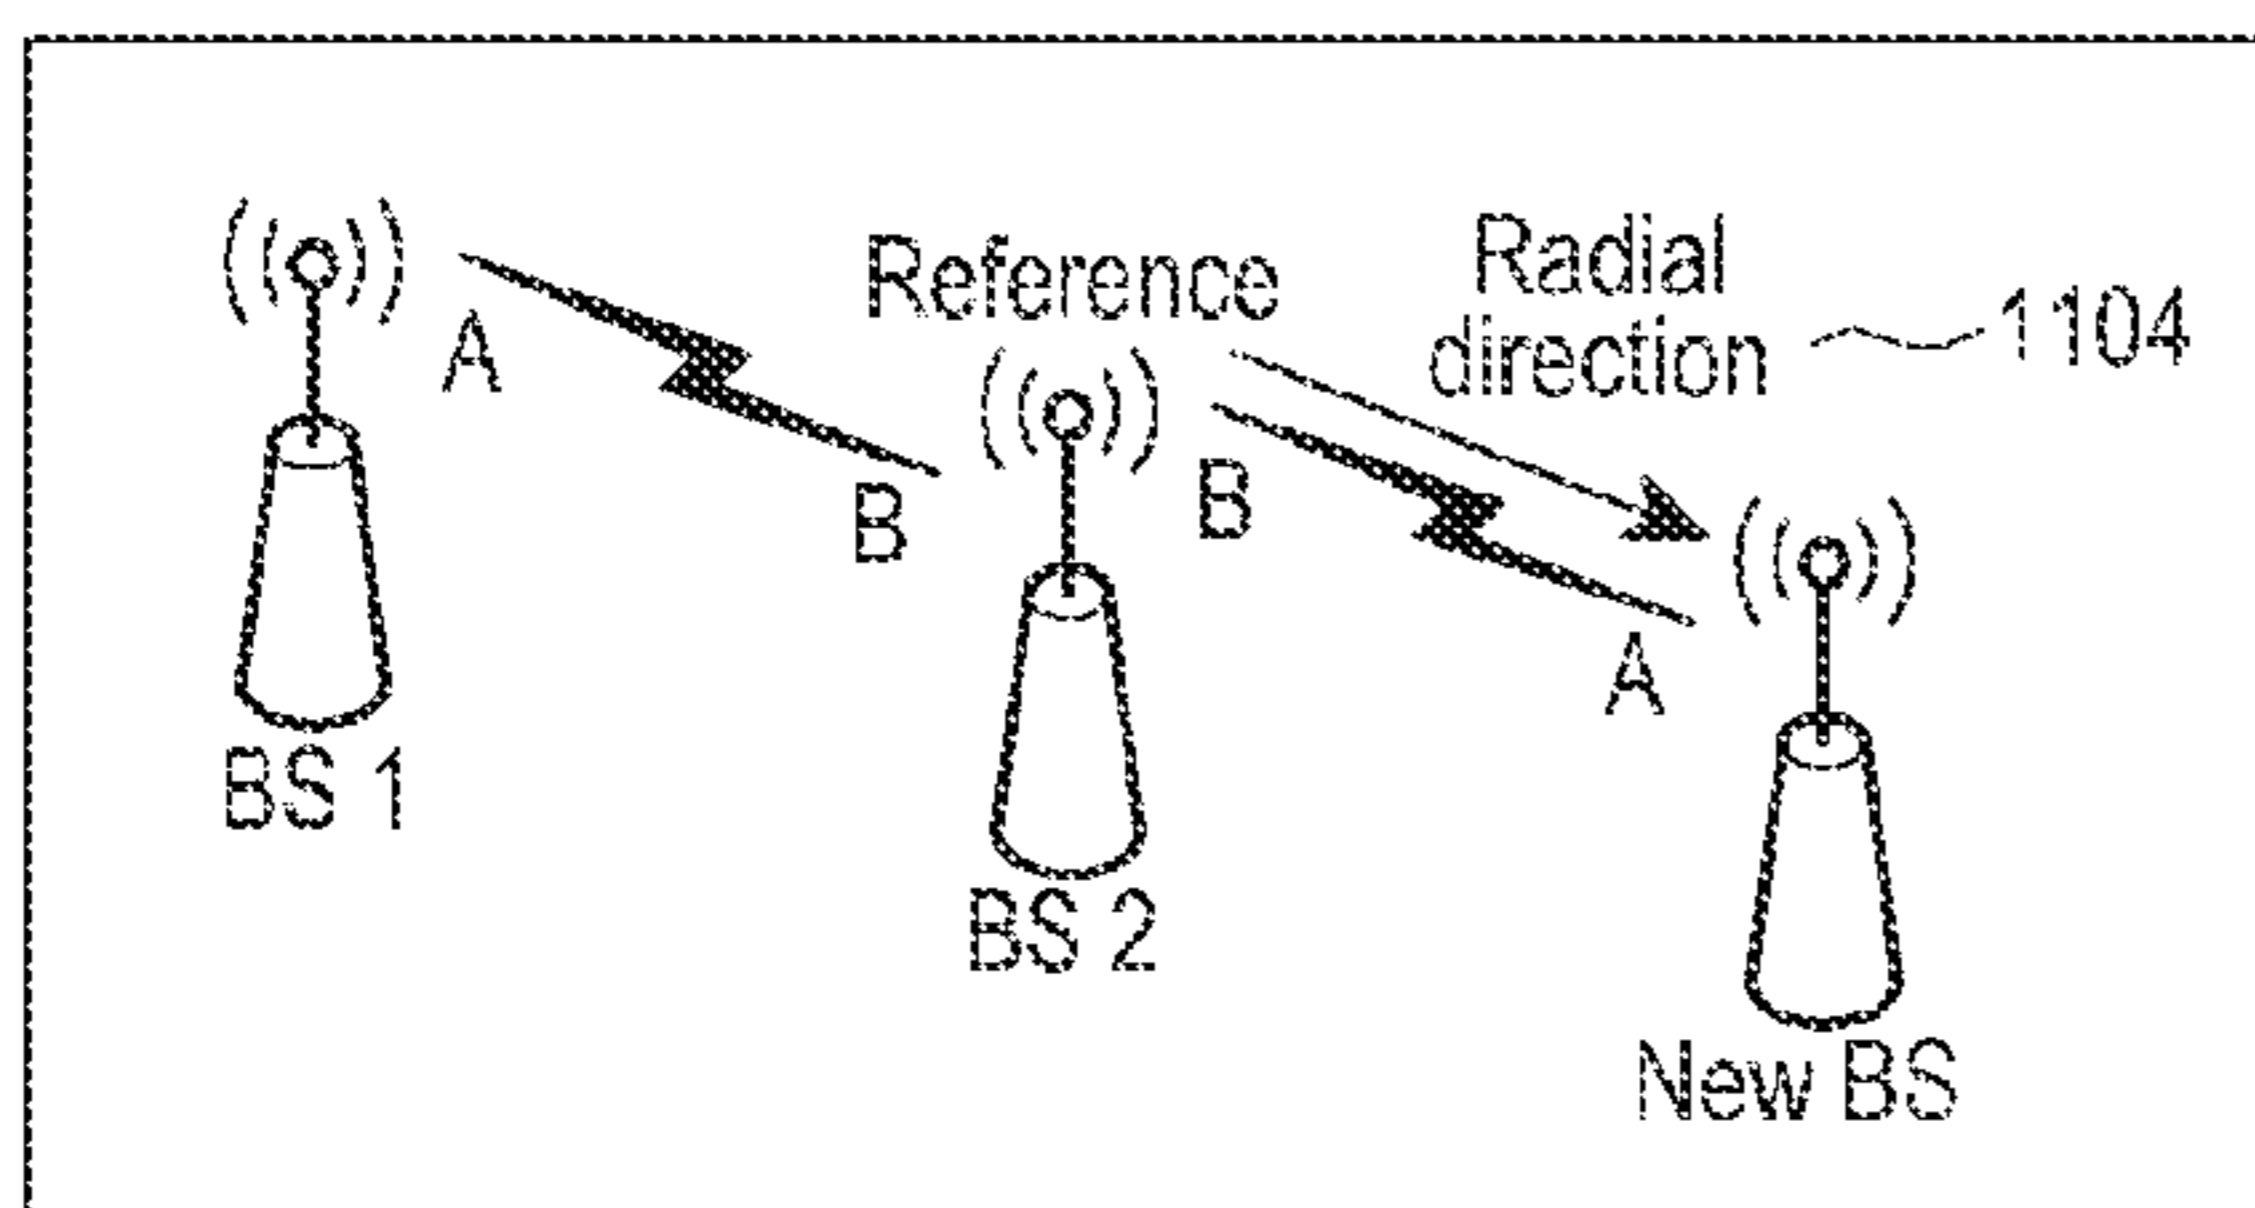 Radial
direction
1104
Reference
A
B
B
A
BS 1
BS 2
New BS